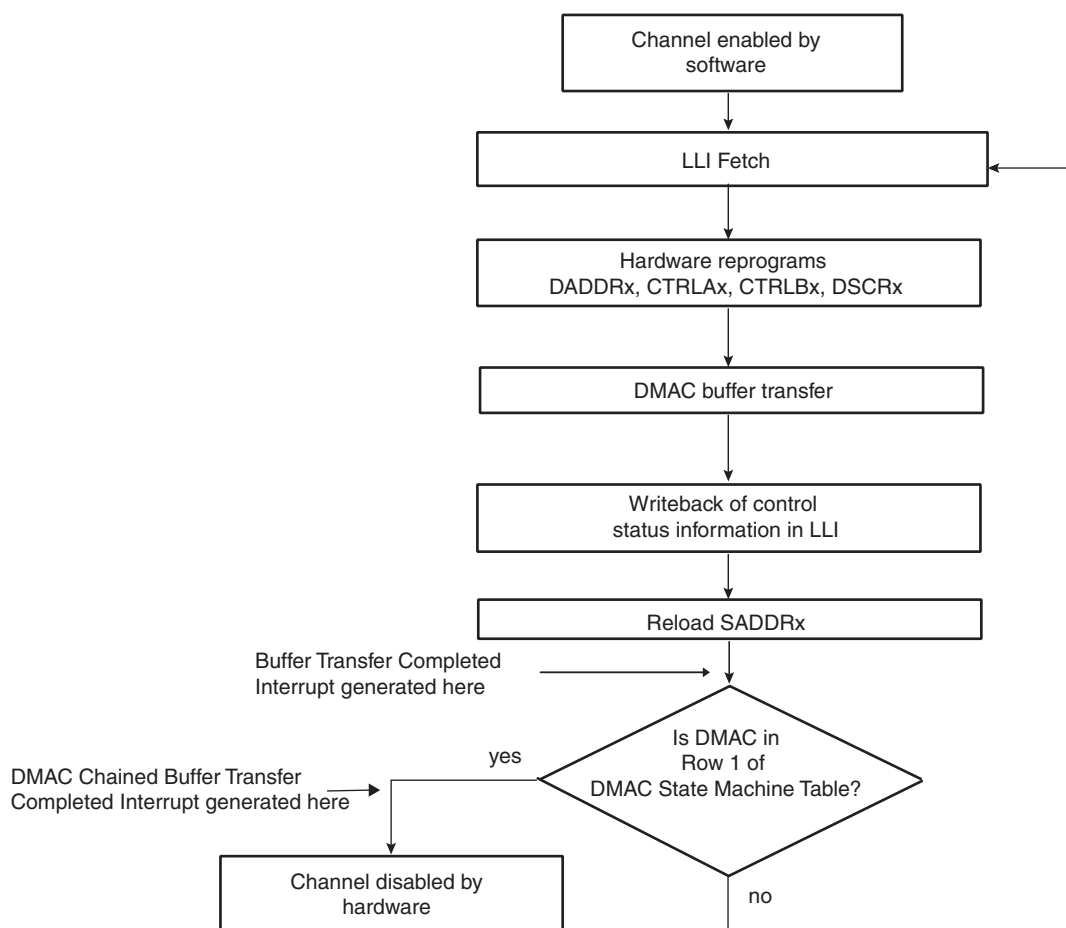 Channel enabled by
software
LLI Fetch
Hardware reprograms
DADDRx, CTRLAx, CTRLBx, DSCRx
DMAC buffer transfer
Writeback of control
status information in LLI
Reload SADDRx
Buffer Transfer Completed
Interrupt generated here
Is DMAC in
Row 1 of
DMAC State Machine Table?
yes
DMAC Chained Buffer Transfer
Completed Interrupt generated here
Channel disabled by
hardware
no